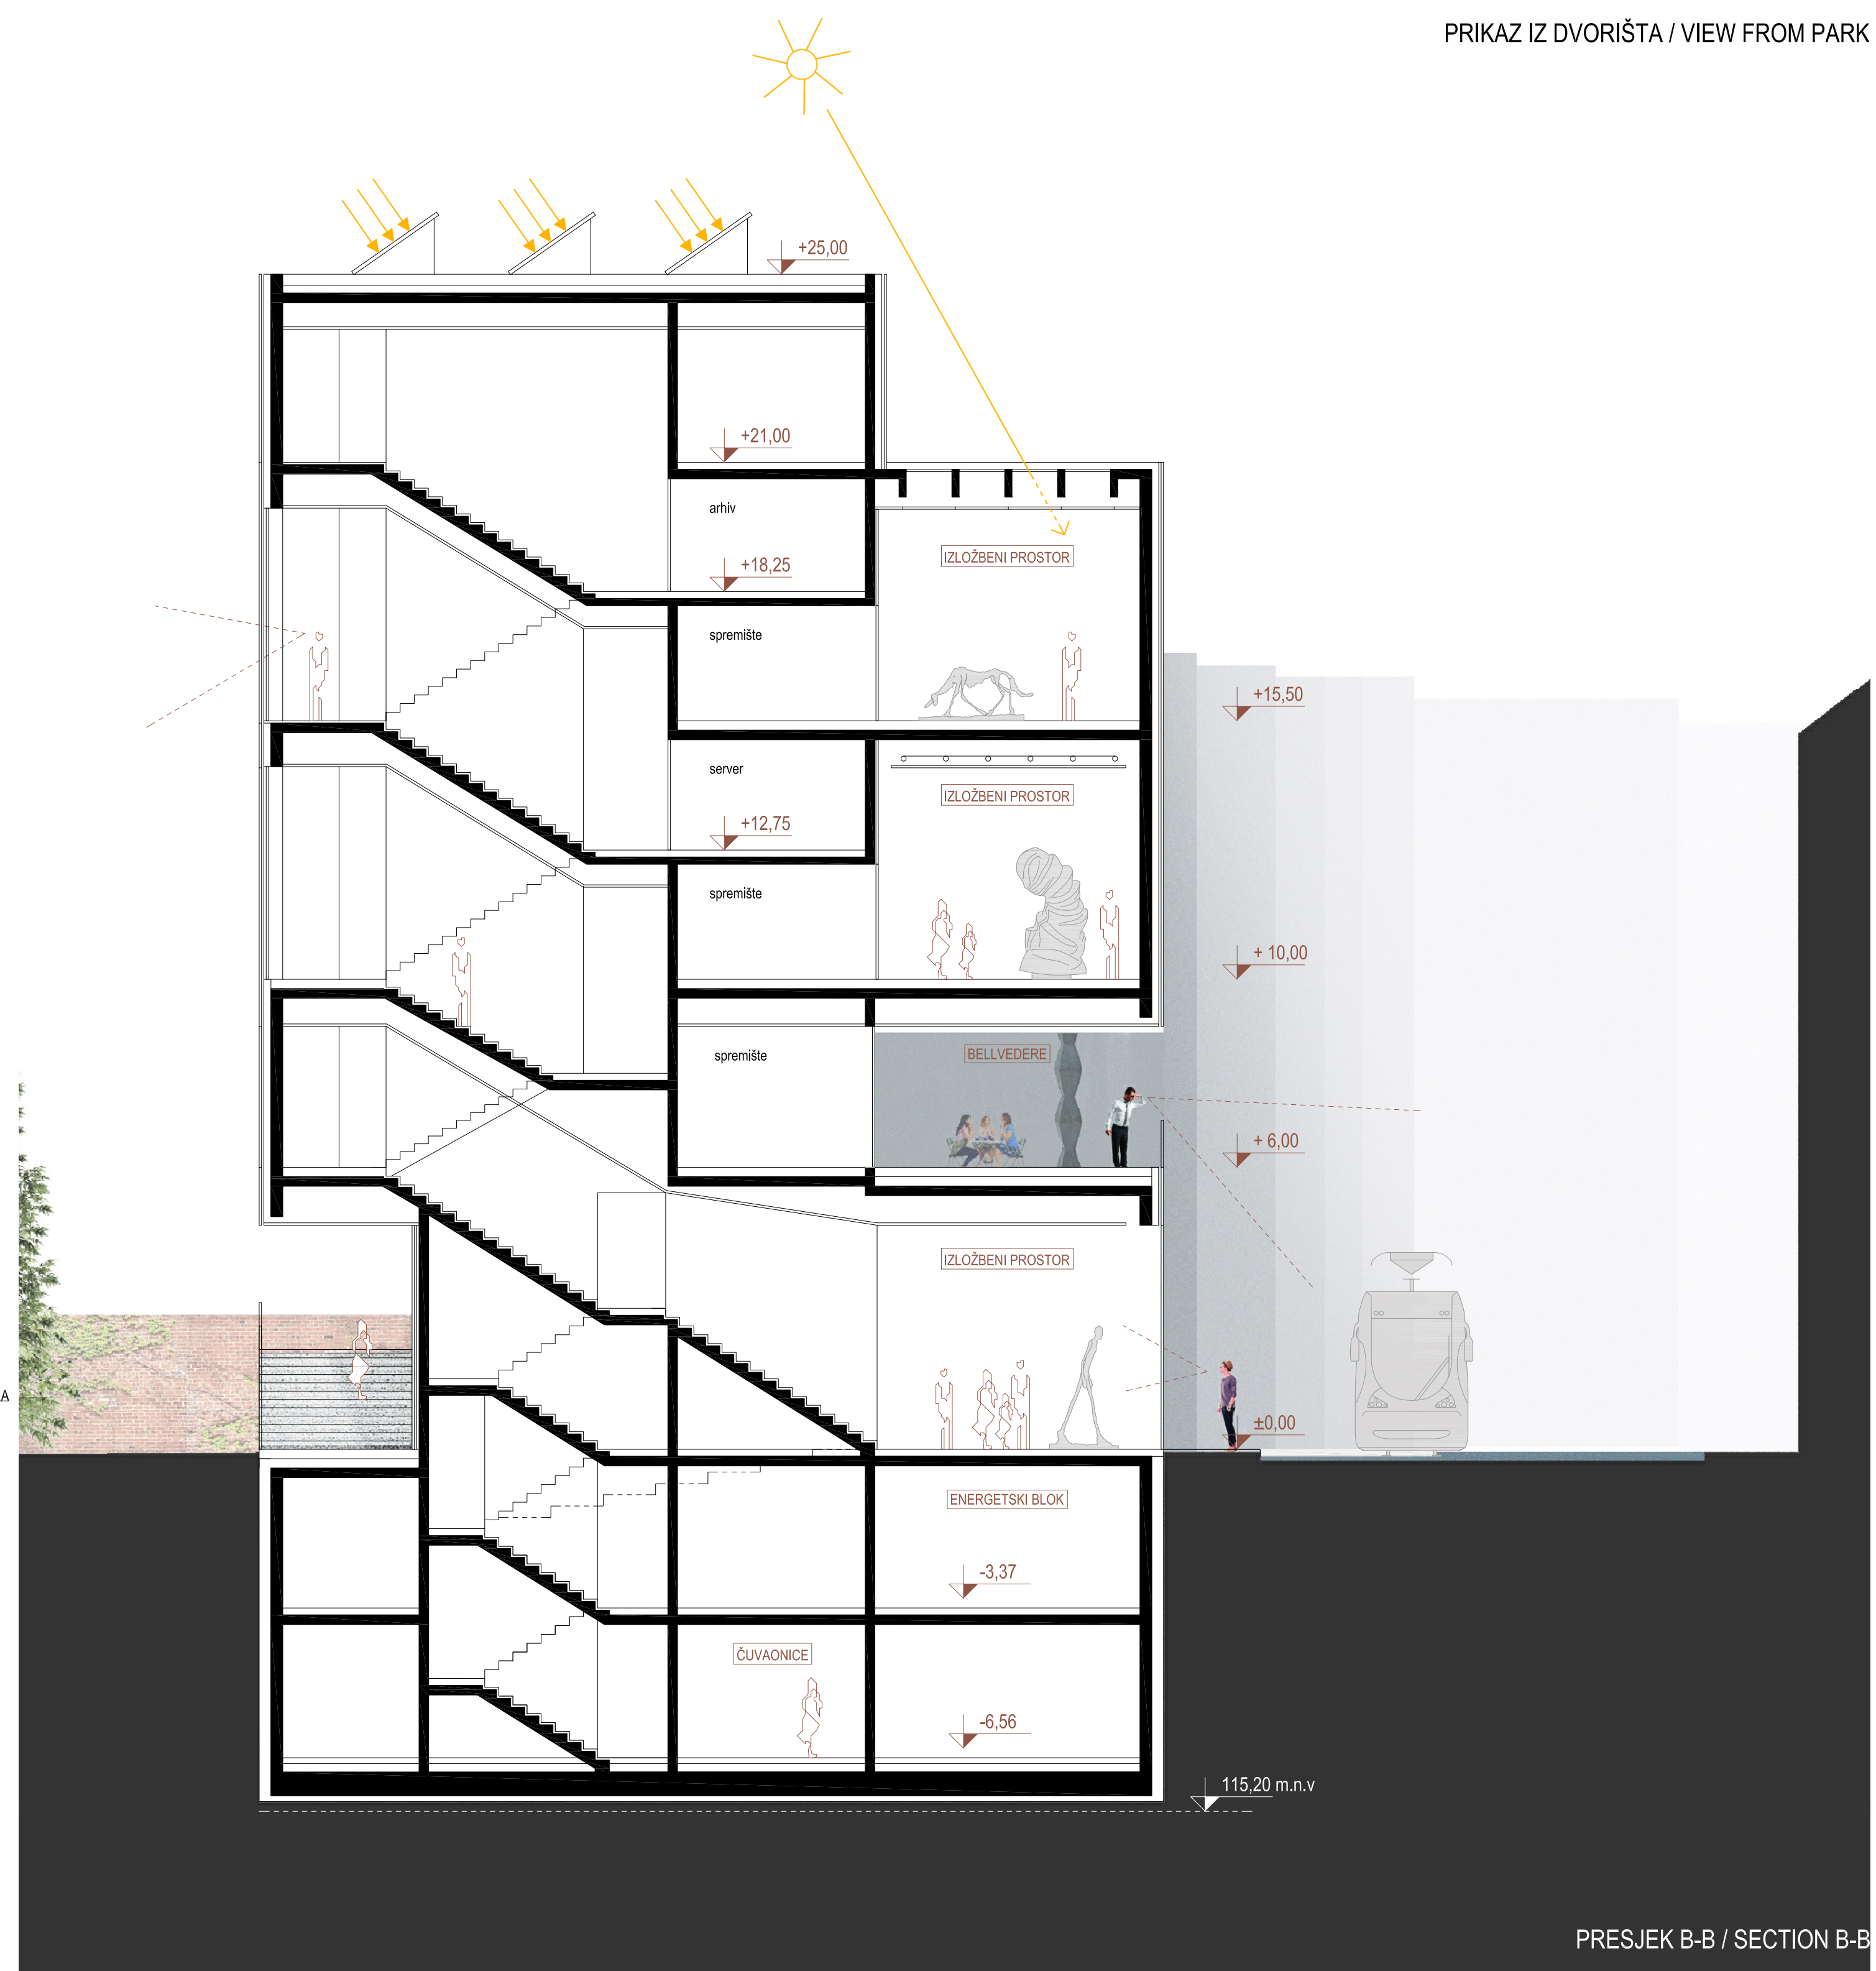 PRIKAZ IZ DVORIŠTA / VIEW FROM PARK
+25,00
+21,00
arhiv
IZLOŽBENI PROSTOR
+18,25
spremište
+15,50
server
IZLOŽBENI PROSTOR
+12,75
spremište
+ 10,00
spremište
BELLVEDERE
+ 6,00
IZLOŽBENI PROSTOR
A
±0,00
ENERGETSKI BLOK
-3,37
ČUVAONICE
-6,56
115,20 m.n.v
PRESJEK B-B / SECTION B-B